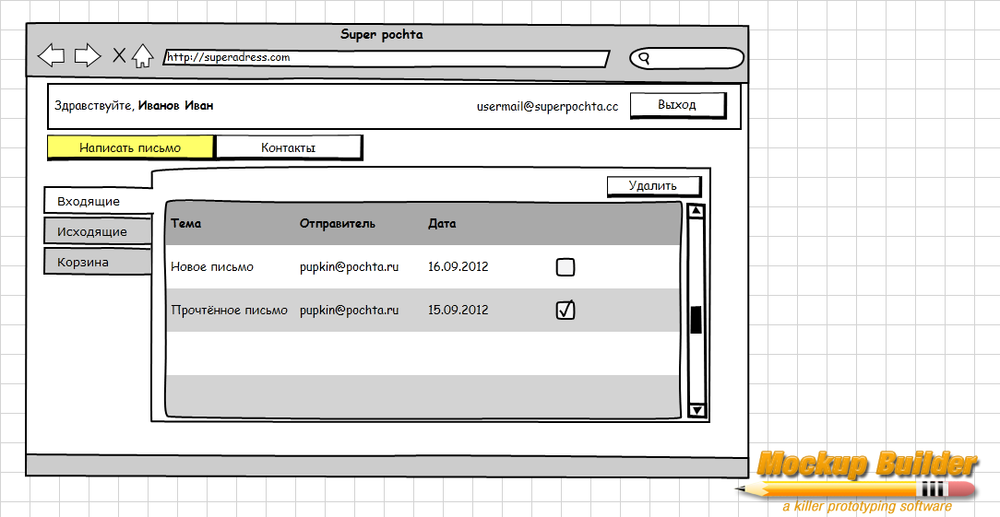 Super pochta
http://superadress.com
Здравствуйте, Иванов Иван
usermail@superpochta.cc
Выход
Написать письмо
Контакты
Удалить
Входящие
Исходящие
Корзина
Тема Отправитель Дата
Новое письмо pupkin@pochta.ru 16.09.2012
Прочтённое письмо pupkin@pochta.ru 15.09.2012
Mockup Builder
a killer prototyping software